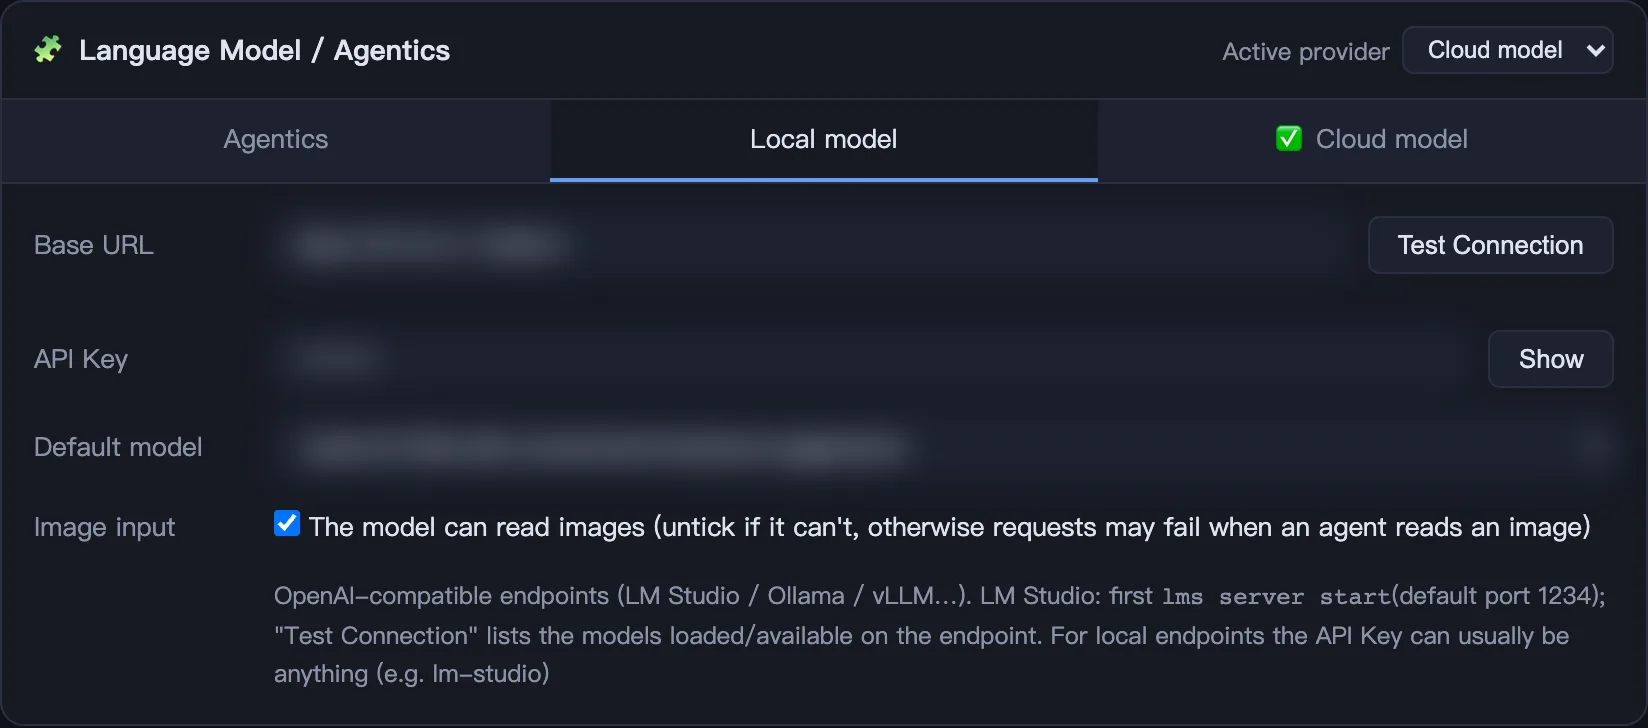 Language Model / Agentics
Active provider
Cloud model
Agentics
Local model
Cloud model
Base URL
Test Connection
API Key
Show
Default model
Image input
The model can read images (untick if it can't, otherwise requests may fail when an agent reads an image)
OpenAI-compatible endpoints (LM Studio / Ollama / vLLM...). LM Studio: first lms server start(default port 1234);
"Test Connection" lists the models loaded/available on the endpoint. For local endpoints the API Key can usually be
anything (e.g. lm-studio)